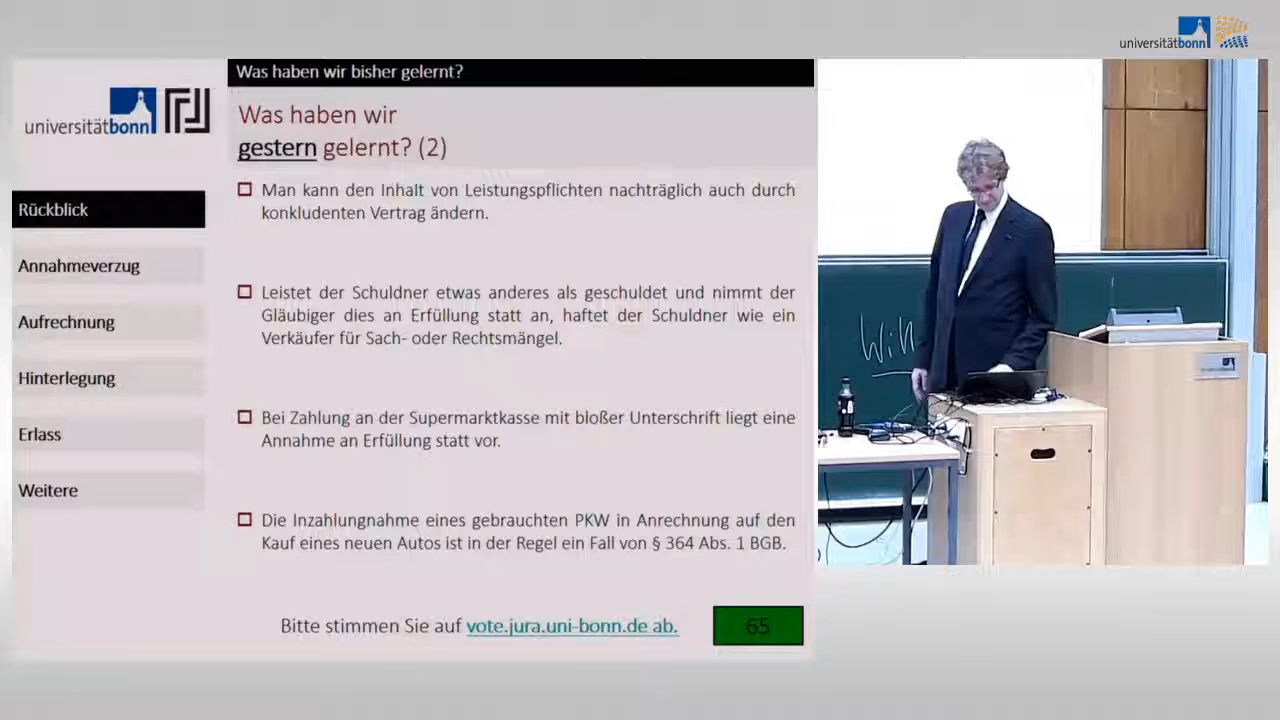 universitätbonn
Was haben wir bisher gelernt?
universitätbonn
Was haben wir
gestern gelernt? (2)
Rückblick
Annahmeverzug
Aufrechnung
Hinterlegung
Erlass
Weitere
Man kann den Inhalt von Leistungspflichten nachträglich auch durch
konkludenten Vertrag ändern.
Leistet der Schuldner etwas anderes als geschuldet und nimmt der
Gläubiger dies an Erfüllung statt an, haftet der Schuldner wie ein
Verkäufer für Sach- oder Rechtsmängel.
Bei Zahlung an der Supermarktkasse mit bloßer Unterschrift liegt eine
Annahme an Erfüllung statt vor.
Die Inzahlungnahme eines gebrauchten PKW in Anrechnung auf den
Kauf eines neuen Autos ist in der Regel ein Fall von § 364 Abs. 1 BGB.
Bitte stimmen Sie auf vote.jura.uni-bonn.de ab.
65